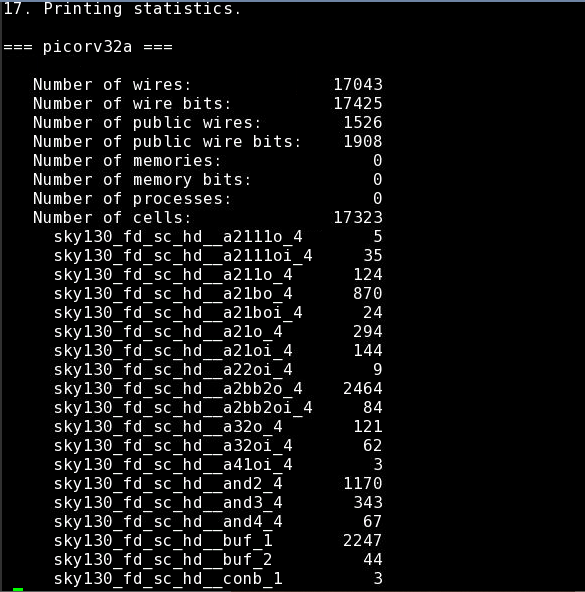 17. Printing statistics.
=== picorv32a ===
Number of wires: 17043
Number of wire bits: 17425
Number of public wires: 1526
Number of public wire bits: 1908
Number of memories: 0
Number of memory bits: 0
Number of processes: 0
Number of cells: 17323
sky130_fd_sc_hd__a2111o_4 5
sky130_fd_sc_hd__a2111oi_4 35
sky130_fd_sc_hd__a211o_4 124
sky130_fd_sc_hd__a21bo_4 870
sky130_fd_sc_hd__a21boi_4 24
sky130_fd_sc_hd__a21o_4 294
sky130_fd_sc_hd__a21oi_4 144
sky130_fd_sc_hd__a22oi_4 9
sky130_fd_sc_hd__a2bb2o_4 2464
sky130_fd_sc_hd__a2bb2oi_4 84
sky130_fd_sc_hd__a32o_4 121
sky130_fd_sc_hd__a32oi_4 62
sky130_fd_sc_hd__a41oi_4 3
sky130_fd_sc_hd__and2_4 1170
sky130_fd_sc_hd__and3_4 343
sky130_fd_sc_hd__and4_4 67
sky130_fd_sc_hd__buf_1 2247
sky130_fd_sc_hd__buf_2 44
sky130_fd_sc_hd__conb_1 3